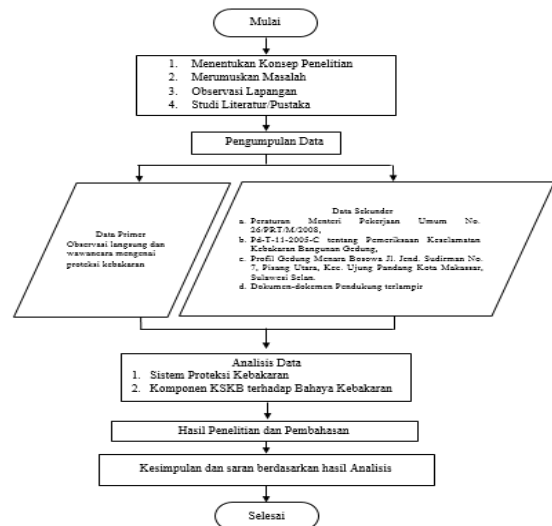 Mulai
1. Menentukan Konsep Penelitian
2. Merumuskan Masalah
3. Observasi Lapangan
4. Studi Literatur/Pustaka
Pengumpulan Data
Data Primer
Observasi langsung dan
wawancara mengenai
proteksi kebakaran
Data Sekunder
a. Peraturan Menteri Pekerjaan Umum No.
26/PRT/M/2008,
b. Pd-T-11-2005-C tentang Pemeriksaan Keselamatan
Kebakaran Bangunan Gedung,
c. Profil Gedung Menara Bosowa Jl. Jend. Sudirman No.
7, Pisang Utara, Kec. Ujung Pandang Kota Makassar,
Sulawesi Selan.
d. Dokumen-dokemen Pendukung terlampir
Analisis Data
1. Sistem Proteksi Kebakaran
2. Komponen KSKB terhadap Bahaya Kebakaran
Hasil Penelitian dan Pembahasan
Kesimpulan dan saran berdasarkan hasil Analisis
Selesai